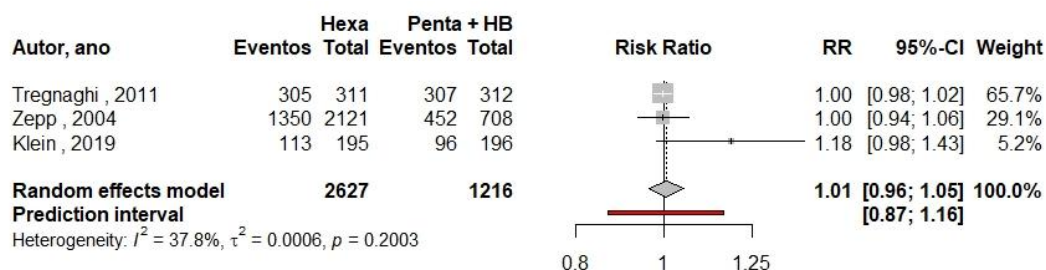 Hexa Penta + HB
Autor, ano Eventos Total Eventos Total Risk Ratio RR 95%-CI Weight
Tregnaghi , 2011 305 311 307 312 1.00 [0.98; 1.02] 65.7%
Zepp , 2004 1350 2121 452 708 1.00 [0.94; 1.06] 29.1%
Klein , 2019 113 195 96 196 1.18 [0.98; 1.43] 5.2%
Random effects model 2627 1216 1.01 [0.96; 1.05] 100.0%
Prediction interval [0.87; 1.16]
Heterogeneity: I² = 37.8%, τ² = 0.0006, p = 0.2003
0.8 1 1.25